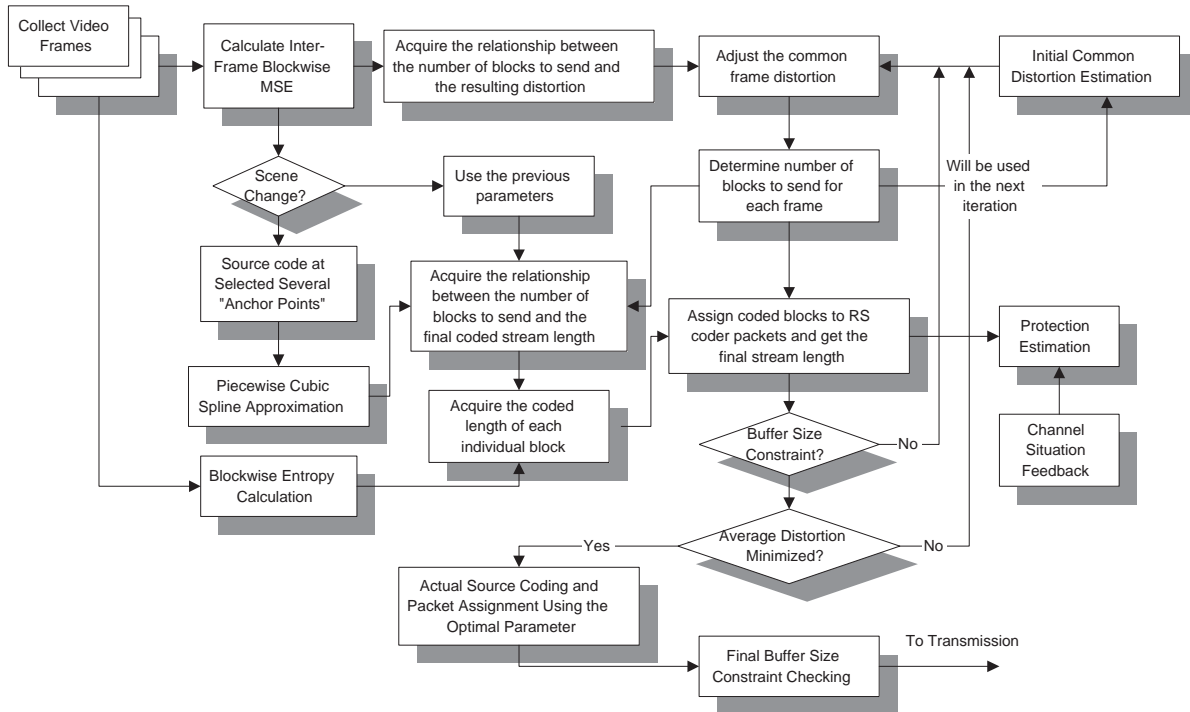 Collect Video
Frames
Calculate Inter-
Frame Blockwise
MSE
Acquire the relationship between
the number of blocks to send and
the resulting distortion
Adjust the common
frame distortion
Initial Common
Distortion Estimation
Scene
Change?
Use the previous
parameters
Determine number of
blocks to send for
each frame
Will be used
in the next
iteration
Source code at
Selected Several
"Anchor Points"
Acquire the relationship
between the number of
blocks to send and the
final coded stream length
Assign coded blocks to RS
coder packets and get the
final stream length
Protection
Estimation
Piecewise Cubic
Spline Approximation
Acquire the coded
length of each
individual block
Buffer Size
Constraint?
No
Channel
Situation
Feedback
Blockwise Entropy
Calculation
Average Distortion
Minimized?
Yes
No
Actual Source Coding and
Packet Assignment Using the
Optimal Parameter
Final Buffer Size
Constraint Checking
To Transmission